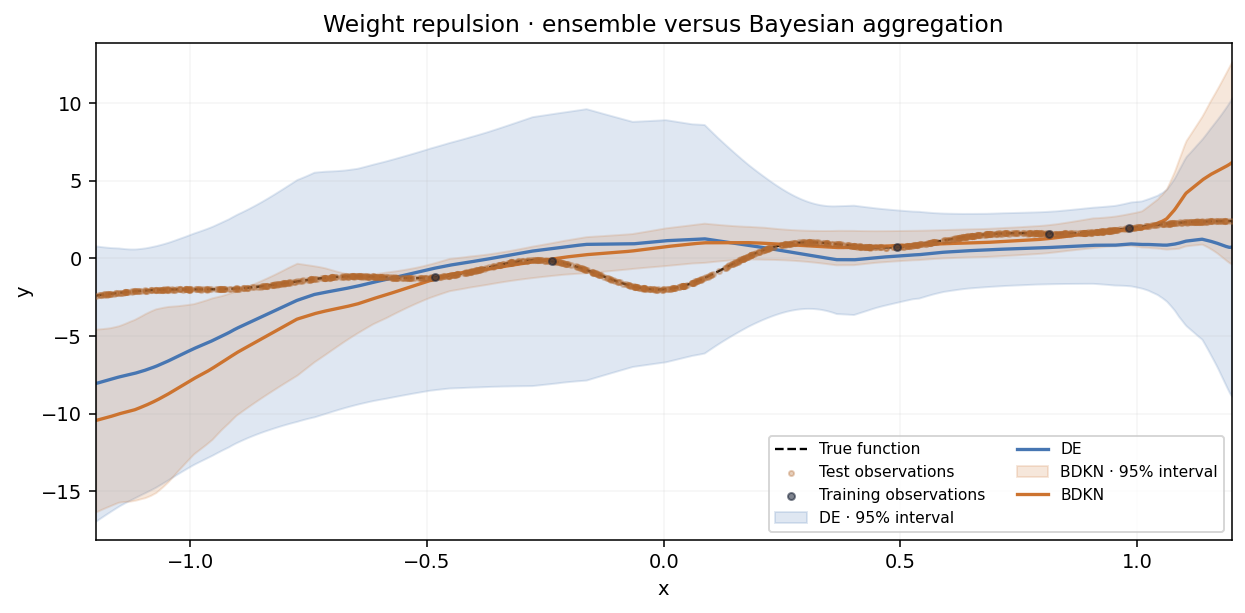 Weight repulsion · ensemble versus Bayesian aggregation
y
10
5
0
−5
−10
−15
True function
Test observations
Training observations
DE · 95% interval
DE
BDKN · 95% interval
BDKN
−1.0
−0.5
0.0
0.5
1.0
x